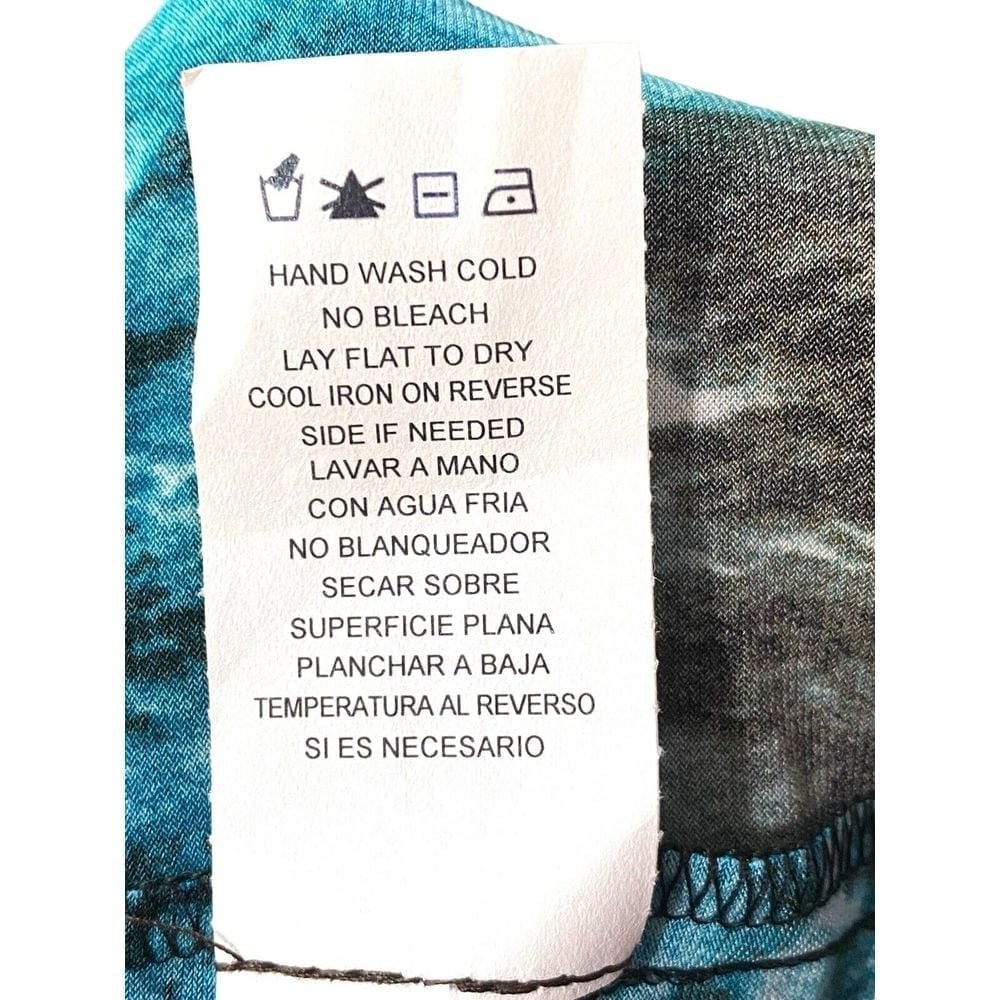 HAND WASH COLD
NO BLEACH
LAY FLAT TO DRY
COOL IRON ON REVERSE
SIDE IF NEEDED
LAVAR A MANO
CON AGUA FRIA
NO BLANQUEADOR
SECAR SOBRE
SUPERFICIE PLANA
PLANCHAR A BAJA
TEMPERATURA AL REVERSO
SI ES NECESARIO